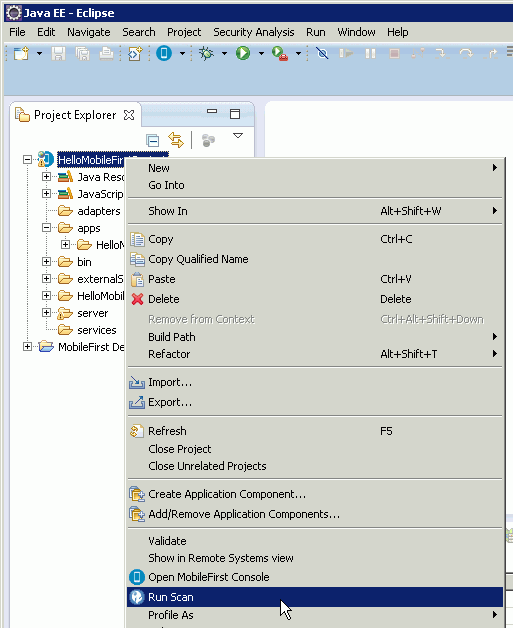 Java EE - Eclipse
File Edit Navigate Search Project Security Analysis Run Window Help
Project Explorer
HelloMobileFirst
Java Reso
JavaScrip
adapters
apps
HelloM
bin
externalS
HelloMobil
server
services
MobileFirst De
New
Go Into
Show In Alt+Shift+W
Copy Ctrl+C
Copy Qualified Name
Paste Ctrl+V
Delete Delete
Remove from Context Ctrl+Alt+Shift+Down
Build Path
Refactor Alt+Shift+T
Import...
Export...
Refresh F5
Close Project
Close Unrelated Projects
Create Application Component...
Add/Remove Application Components...
Validate
Show in Remote Systems view
Open MobileFirst Console
Run Scan
Profile As